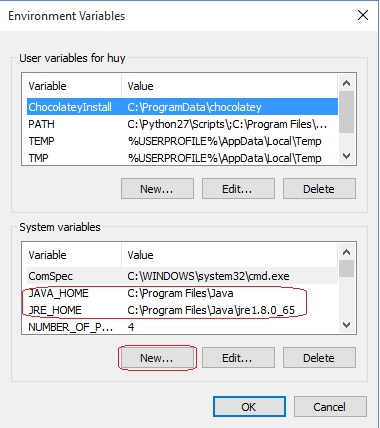 Environment Variables
User variables for huy
Variable Value
ChocolateyInstall C:\ProgramData\chocolatey
PATH C:\Python27\Scripts\;C:\Program Files\...
TEMP %USERPROFILE%\AppData\Local\Temp
TMP %USERPROFILE%\AppData\Local\Temp
New... Edit... Delete
System variables
Variable Value
ComSpec C:\WINDOWS\system32\cmd.exe
JAVA_HOME C:\Program Files\Java
JRE_HOME C:\Program Files\Java\jre1.8.0_65
NUMBER_OF_P... 4
New... Edit... Delete
OK Cancel